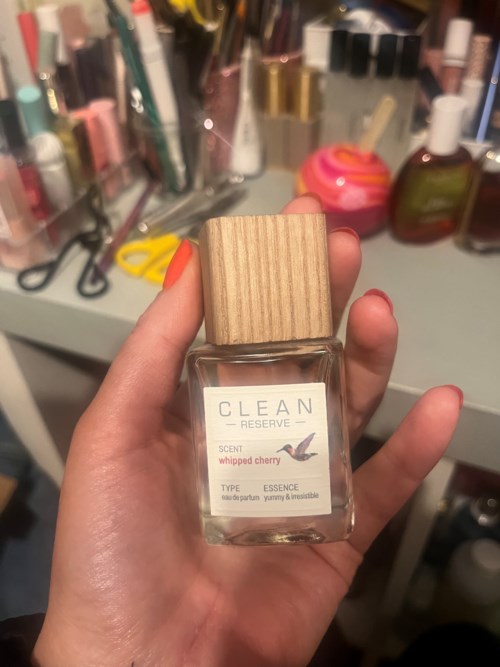 CLEAN
— RESERVE —
SCENT
whipped cherry
TYPE ESSENCE
eau de parfum yummy & irresistible